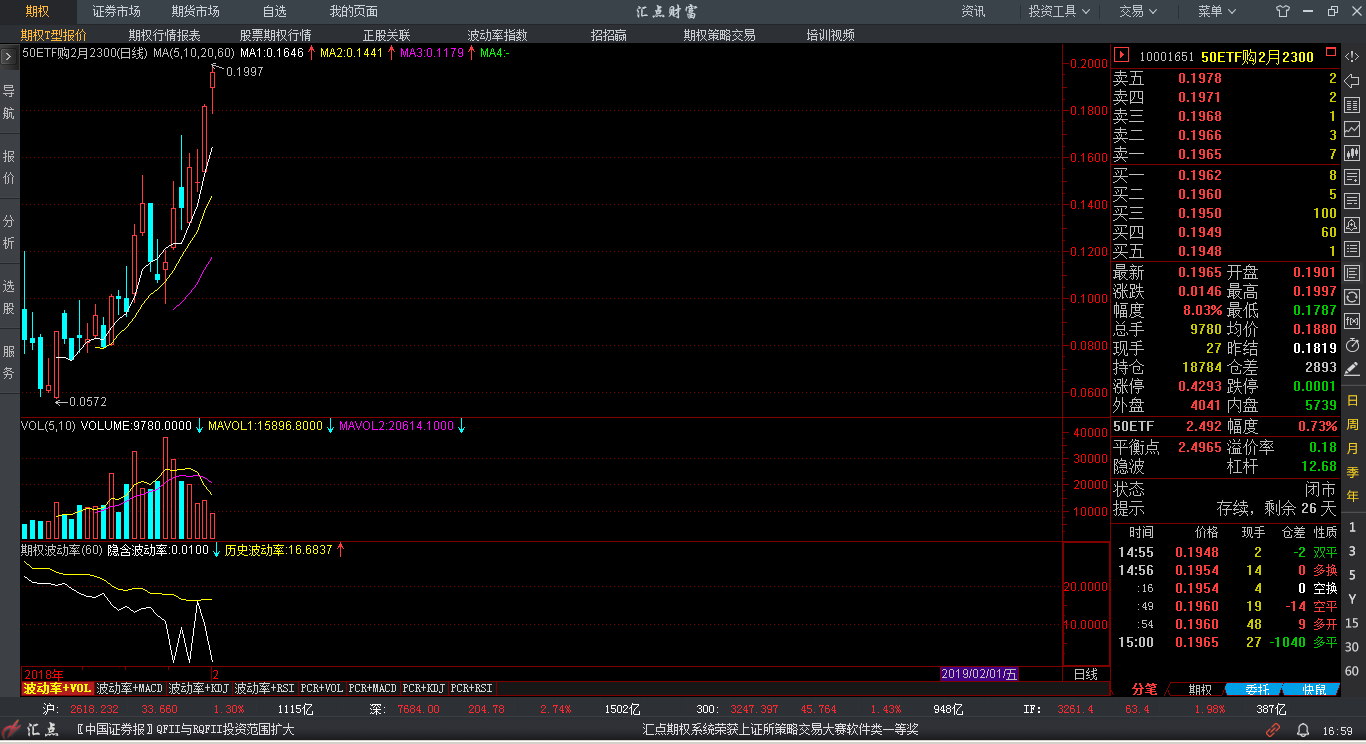 期权 证券市场 期货市场 自选 我的页面 汇点财富 资讯 投资工具 交易 菜单
期权T型报价 期权行情报表 股票期权行情 正股关联 波动率指数 招招赢 期权策略交易 培训视频
50ETF购2月2300(日线) MA(5,10,20,60) MA1:0.1646 MA2:0.1441 MA3:0.1179 MA4:-
0.1997
0.2000
0.1800
0.1600
0.1400
0.1200
0.1000
0.0800
0.0600
0.0572
导航
报价
分析
选股
服务
VOL(5,10) VOLUME:9780.0000 MAVOL1:15896.8000 MAVOL2:20614.1000
40000
30000
20000
10000
期权波动率(60) 隐含波动率:0.0100 历史波动率:16.6837
20.0000
10.0000
2018年 2 2019/02/01/五 日线
波动率+VOL 波动率+MACD 波动率+KDJ 波动率+RSI PCR+VOL PCR+MACD PCR+KDJ PCR+RSI
10001651 50ETF购2月2300
卖五 0.1978 2
卖四 0.1971 2
卖三 0.1968 1
卖二 0.1966 3
卖一 0.1965 7
买一 0.1962 8
买二 0.1960 5
买三 0.1950 100
买四 0.1949 60
买五 0.1948 1
最新 0.1965 开盘 0.1901
涨跌 0.0146 最高 0.1997
幅度 8.03% 最低 0.1787
总手 9780 均价 0.1880
现手 27 昨结 0.1819
持仓 18784 仓差 2893
涨停 0.4293 跌停 0.0001
外盘 4041 内盘 5739
50ETF 2.492 幅度 0.73%
平衡点 2.4965 溢价率 0.18
隐波 杠杆 12.68
状态 闭市
提示 存续, 剩余 26 天
时间 价格 现手 仓差 性质
14:55 0.1948 2 -2 双平
14:56 0.1954 14 0 多换
:16 0.1954 4 0 空换
:49 0.1960 19 -14 空平
:54 0.1960 48 9 多开
15:00 0.1965 27 -1040 多平
分笔 期权 委托 快鼠
f(x)
日
周
月
季
年
1
3
5
Y
15
30
60
沪: 2618.232 33.660 1.30% 1115亿 深: 7684.00 204.78 2.74% 1502亿 300: 3247.397 45.764 1.43% 948亿 IF: 3261.4 63.4 1.98% 387亿
汇点 〖中国证券报〗QFII与RQFII投资范围扩大 汇点期权系统荣获上证所策略交易大赛软件类一等奖 16:59